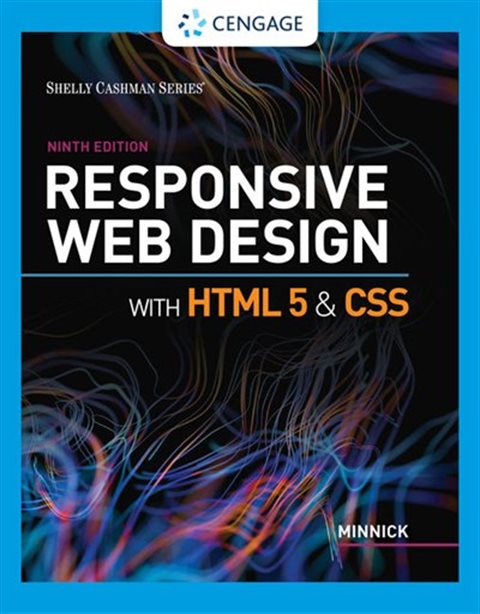 CENGAGE
SHELLY CASHMAN SERIES®
NINTH EDITION
RESPONSIVE
WEB DESIGN
WITH HTML 5 & CSS
MINNICK